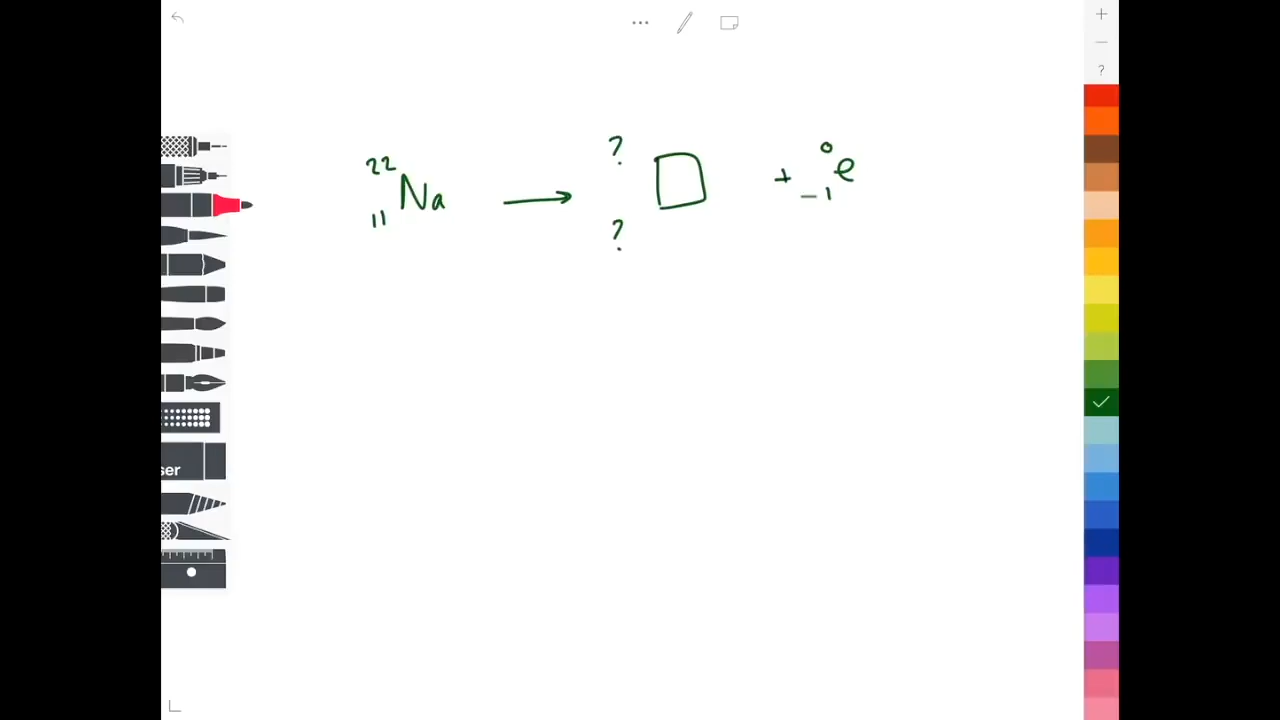 22 ? 0
Na → □ + e
11 ? -1
...
+
-
?
ser